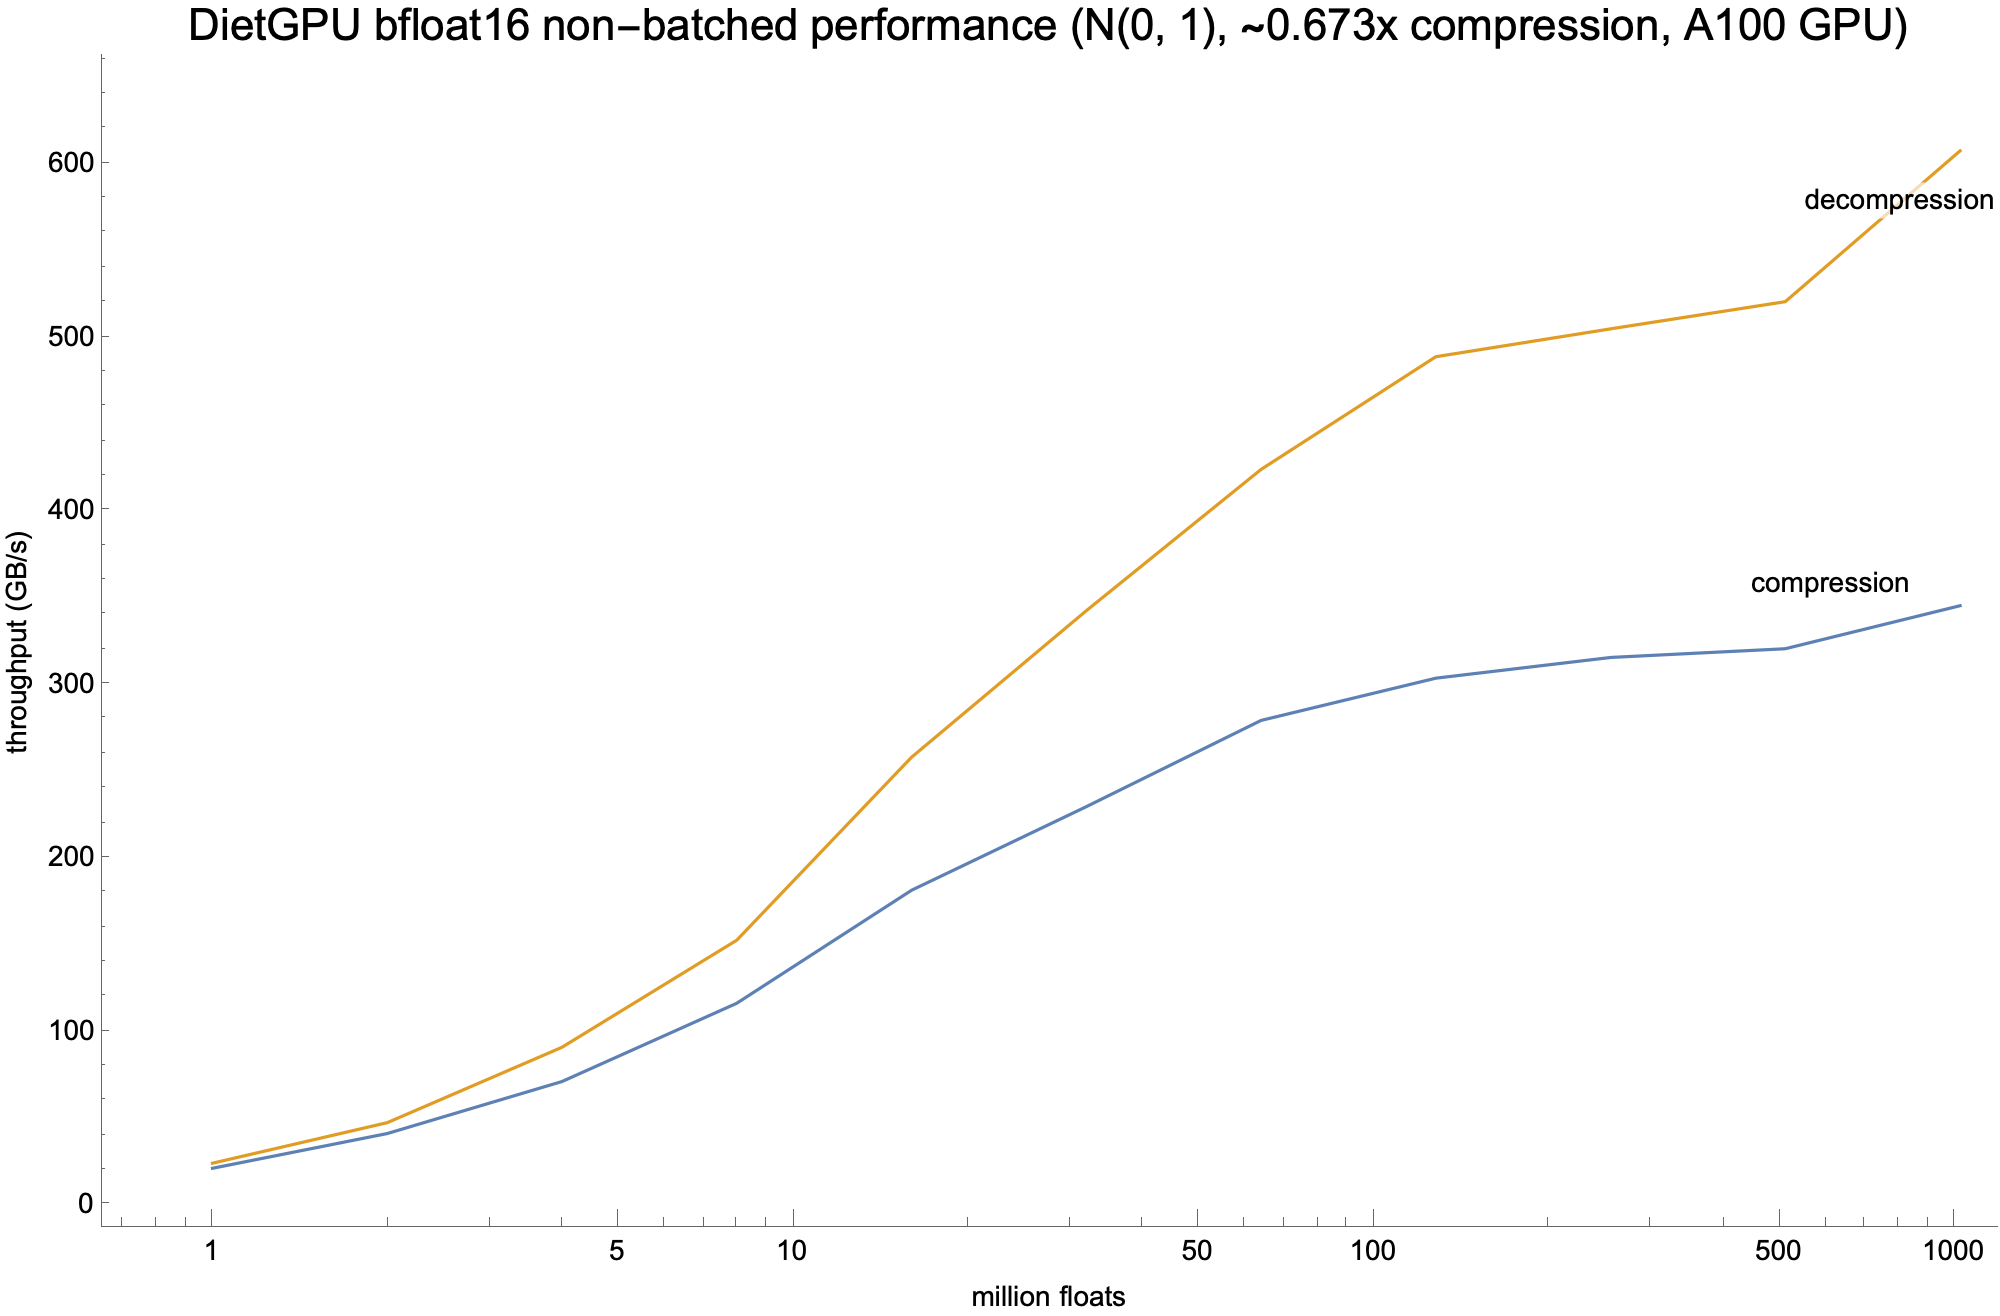 DietGPU bfloat16 non−batched performance (N(0, 1), ~0.673x compression, A100 GPU)
600
decompression
500
400
throughput (GB/s)
compression
300
200
100
0
1 5 10 50 100 500 1000
million floats